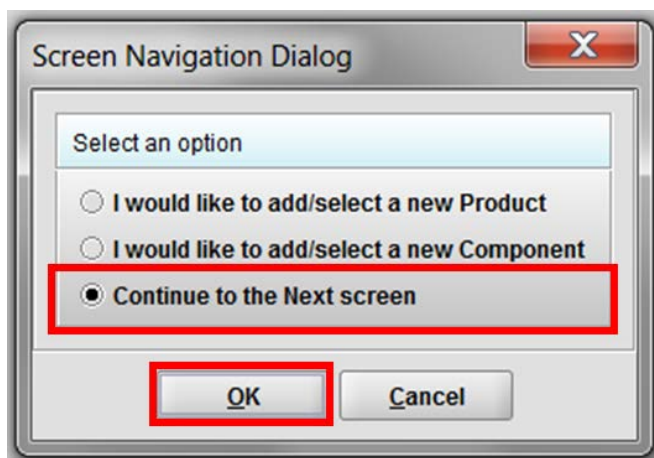 Screen Navigation Dialog
Select an option
I would like to add/select a new Product
I would like to add/select a new Component
Continue to the Next screen
OK
Cancel